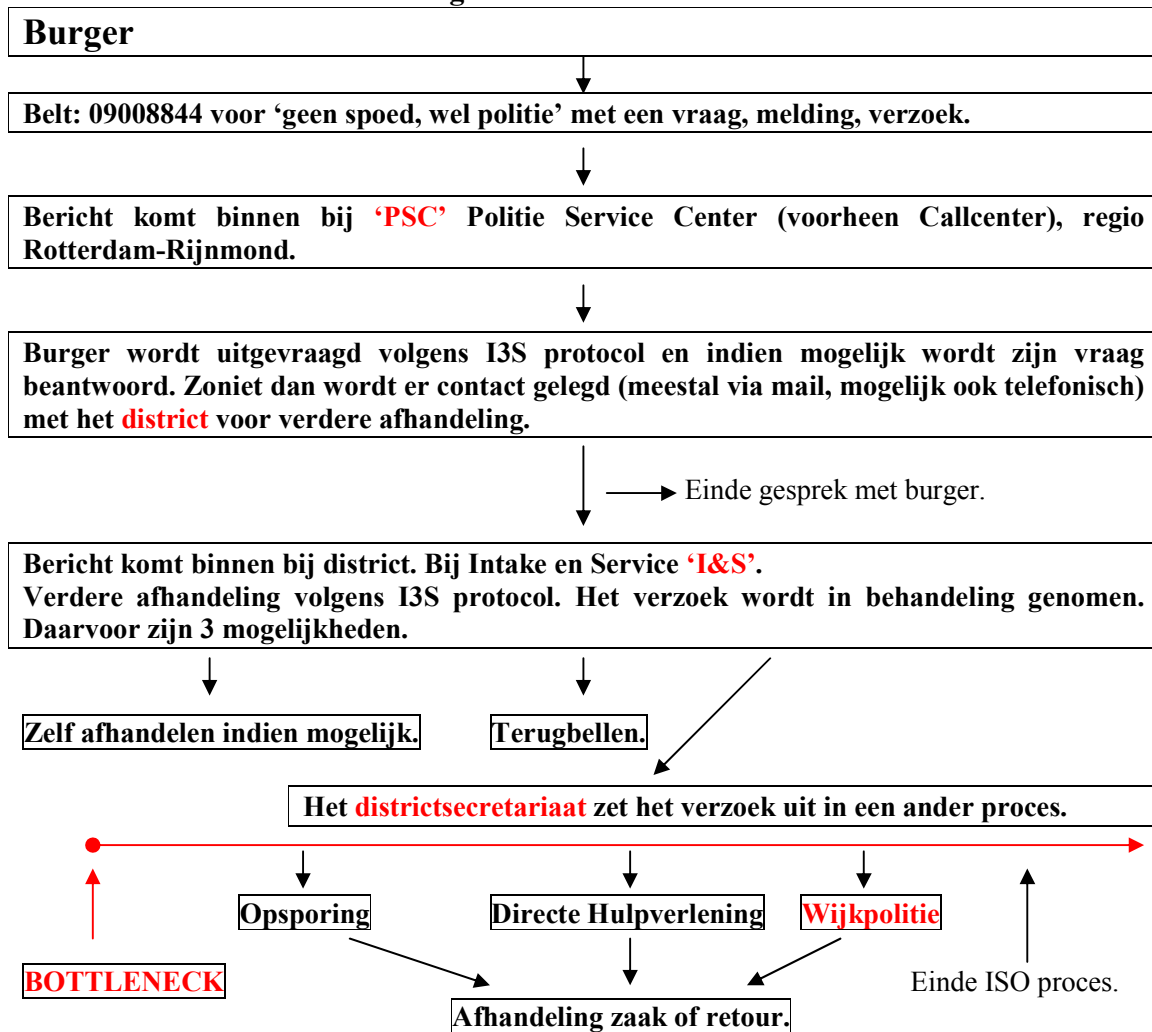 Burger
Belt: 09008844 voor ‘geen spoed, wel politie’ met een vraag, melding, verzoek.
Bericht komt binnen bij ‘PSC’ Politie Service Center (voorheen Callcenter), regio
Rotterdam-Rijnmond.
Burger wordt uitgevraagd volgens I3S protocol en indien mogelijk wordt zijn vraag
beantwoord. Zoniet dan wordt er contact gelegd (meestal via mail, mogelijk ook telefonisch)
met het district voor verdere afhandeling.
Einde gesprek met burger.
Bericht komt binnen bij district. Bij Intake en Service ‘I&S’.
Verdere afhandeling volgens I3S protocol. Het verzoek wordt in behandeling genomen.
Daarvoor zijn 3 mogelijkheden.
Zelf afhandelen indien mogelijk.
Terugbellen.
Het districtsecretariaat zet het verzoek uit in een ander proces.
Opsporing
Directe Hulpverlening
Wijkpolitie
BOTTLENECK
Einde ISO proces.
Afhandeling zaak of retour.